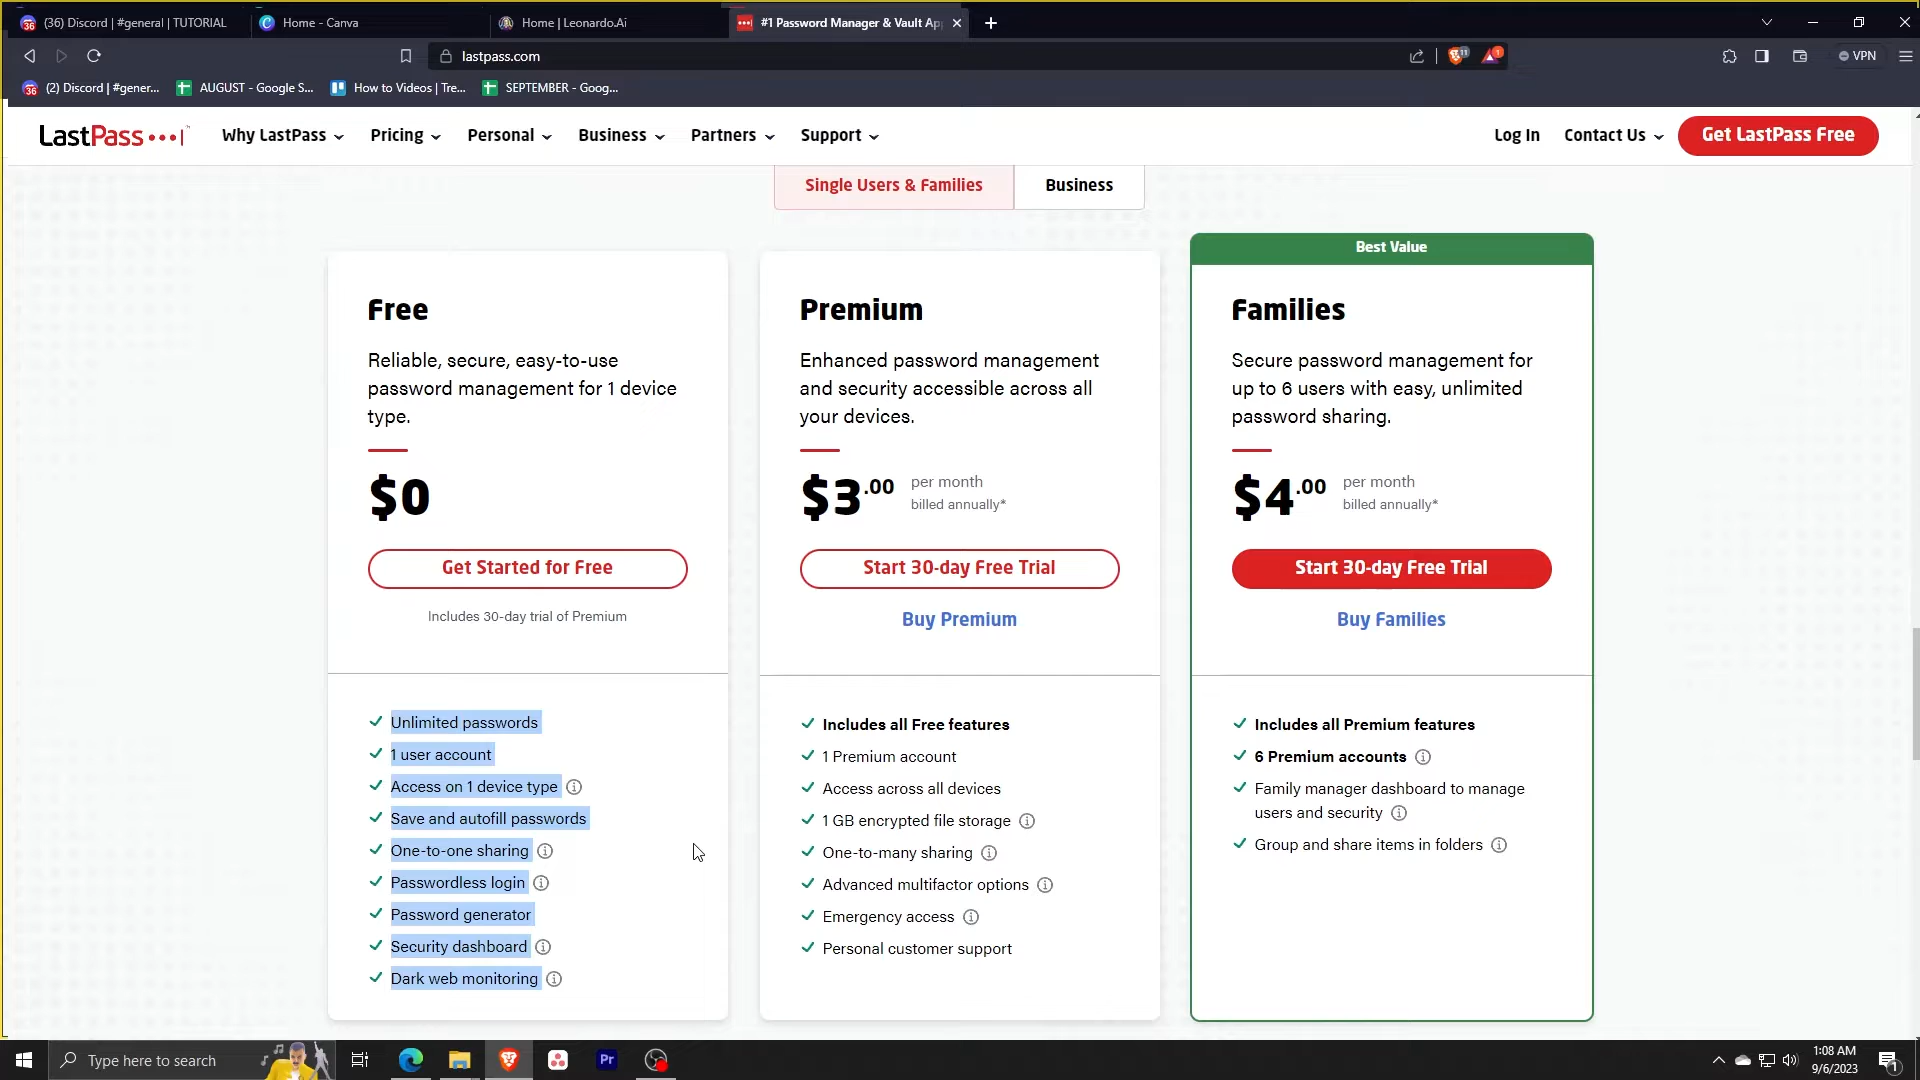 (36) Discord | #general | TUTORIAL
Home - Canva
Home | Leonardo.Ai
#1 Password Manager & Vault Ap
lastpass.com
11
1
VPN
36
(2) Discord | #gener...
AUGUST - Google S...
How to Videos | Tre...
SEPTEMBER - Goog...
LastPass
Why LastPass
Pricing
Personal
Business
Partners
Support
Log In
Contact Us
Get LastPass Free
Single Users & Families
Business
Best Value
Free
Reliable, secure, easy-to-use
password management for 1 device
type.
$0
Get Started for Free
Includes 30-day trial of Premium
Unlimited passwords
1 user account
Access on 1 device type
Save and autofill passwords
One-to-one sharing
Passwordless login
Password generator
Security dashboard
Dark web monitoring
Premium
Enhanced password management
and security accessible across all
your devices.
$3.00
per month
billed annually*
Start 30-day Free Trial
Buy Premium
Includes all Free features
1 Premium account
Access across all devices
1 GB encrypted file storage
One-to-many sharing
Advanced multifactor options
Emergency access
Personal customer support
Families
Secure password management for
up to 6 users with easy, unlimited
password sharing.
$4.00
per month
billed annually*
Start 30-day Free Trial
Buy Families
Includes all Premium features
6 Premium accounts
Family manager dashboard to manage
users and security
Group and share items in folders
Type here to search
Pr
1:08 AM
9/6/2023
1